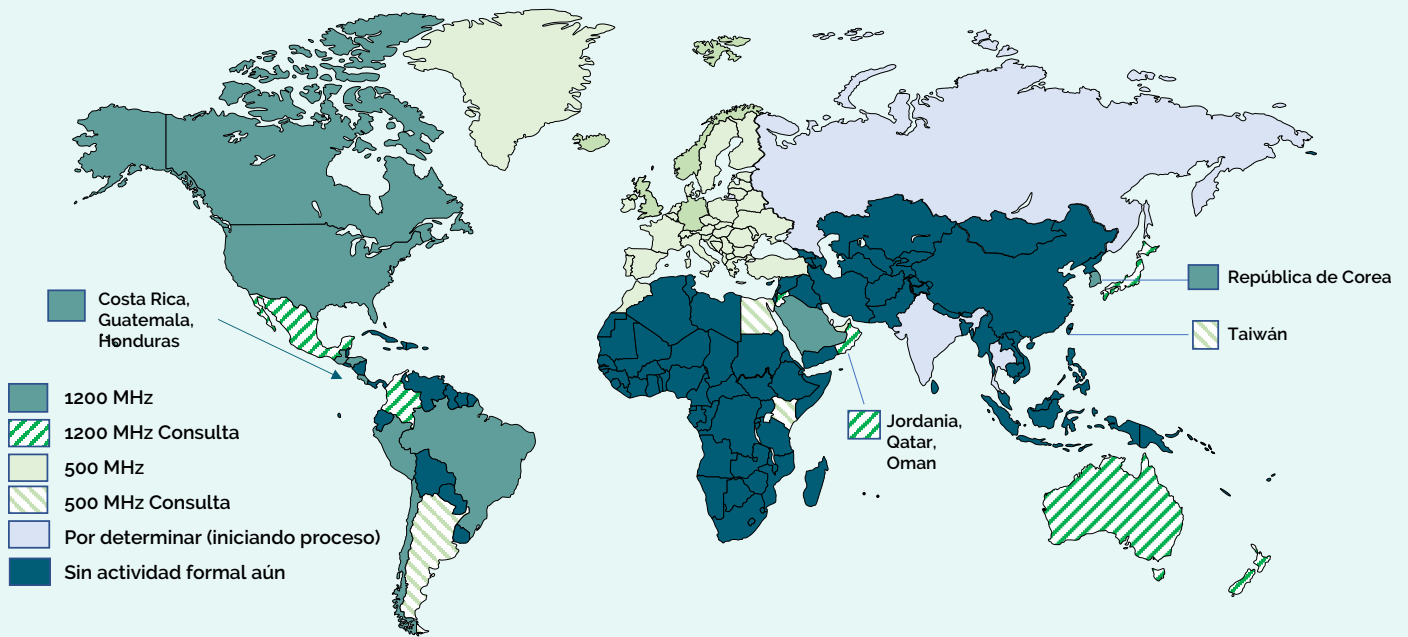 Costa Rica,
Guatemala,
Honduras
1200 MHz
1200 MHz Consulta
500 MHz
500 MHz Consulta
Por determinar (iniciando proceso)
Sin actividad formal aún
República de Corea
Taiwán
Jordania,
Qatar,
Oman